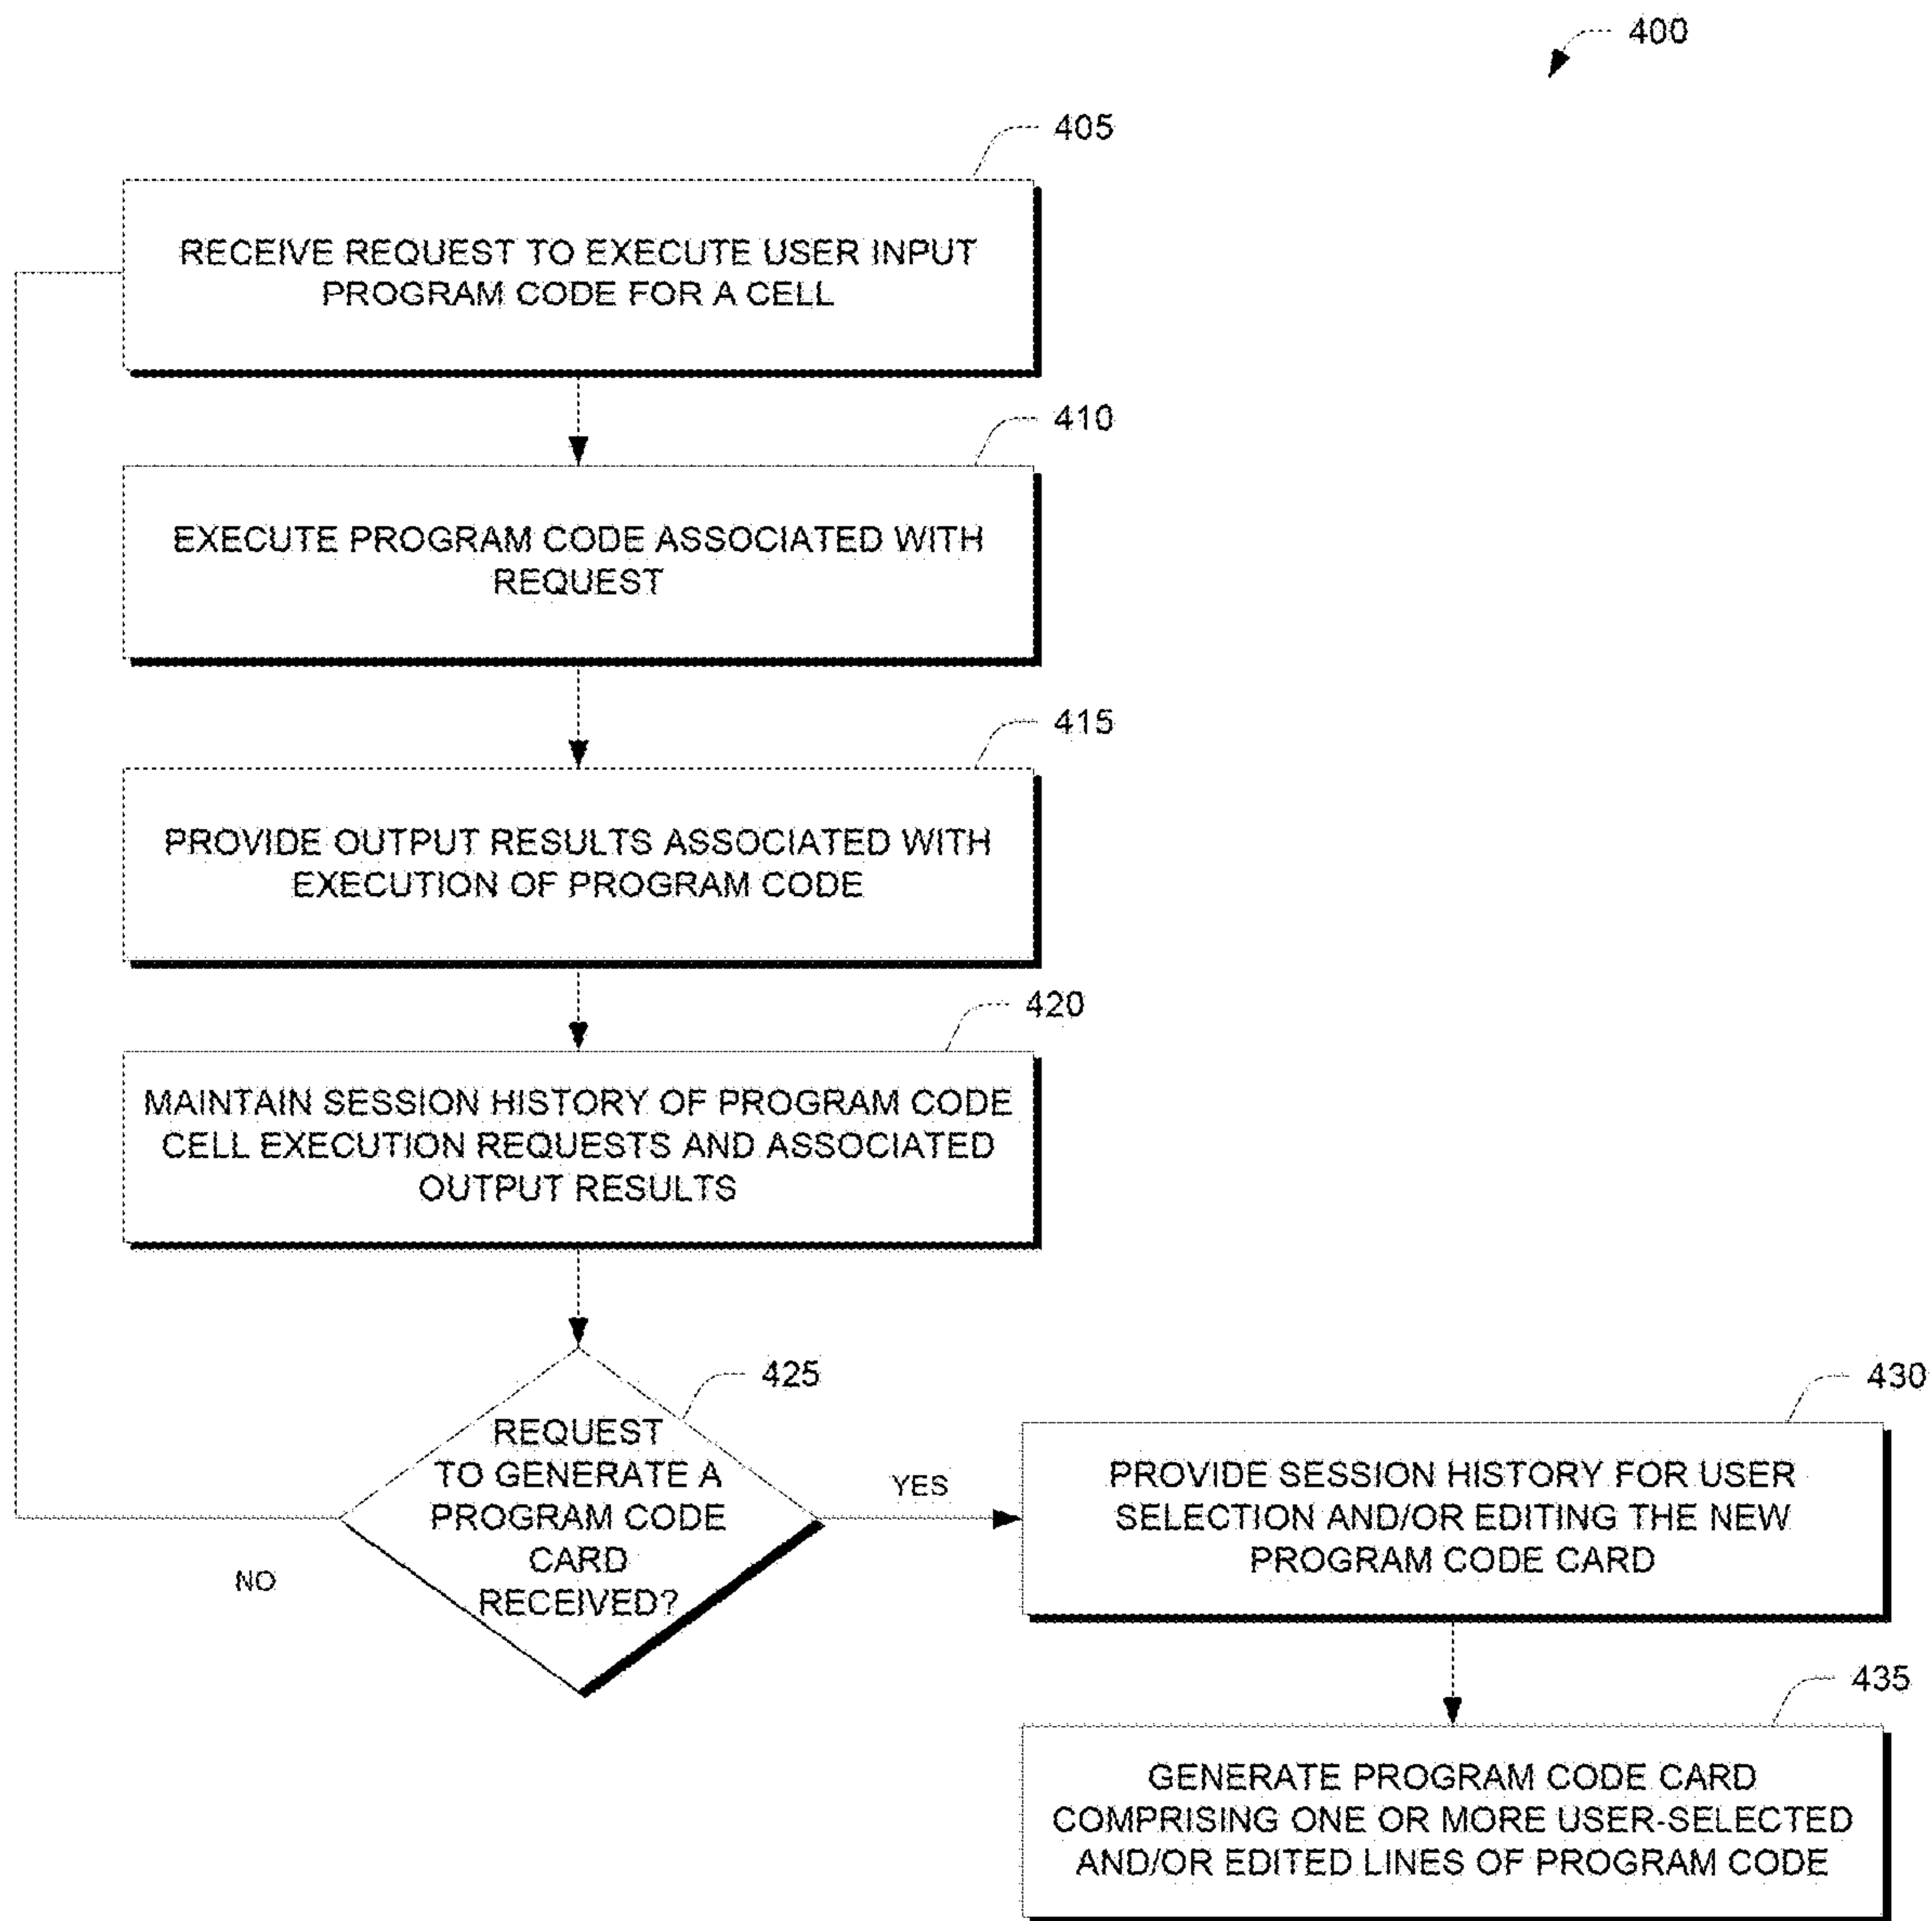 400
405
RECEIVE REQUEST TO EXECUTE USER INPUT
PROGRAM CODE FOR A CELL
410
EXECUTE PROGRAM CODE ASSOCIATED WITH
REQUEST
415
PROVIDE OUTPUT RESULTS ASSOCIATED WITH
EXECUTION OF PROGRAM CODE
420
MAINTAIN SESSION HISTORY OF PROGRAM CODE
CELL EXECUTION REQUESTS AND ASSOCIATED
OUTPUT RESULTS
425
REQUEST
TO GENERATE A
PROGRAM CODE
CARD
RECEIVED?
NO
YES
430
PROVIDE SESSION HISTORY FOR USER
SELECTION AND/OR EDITING THE NEW
PROGRAM CODE CARD
435
GENERATE PROGRAM CODE CARD
COMPRISING ONE OR MORE USER-SELECTED
AND/OR EDITED LINES OF PROGRAM CODE